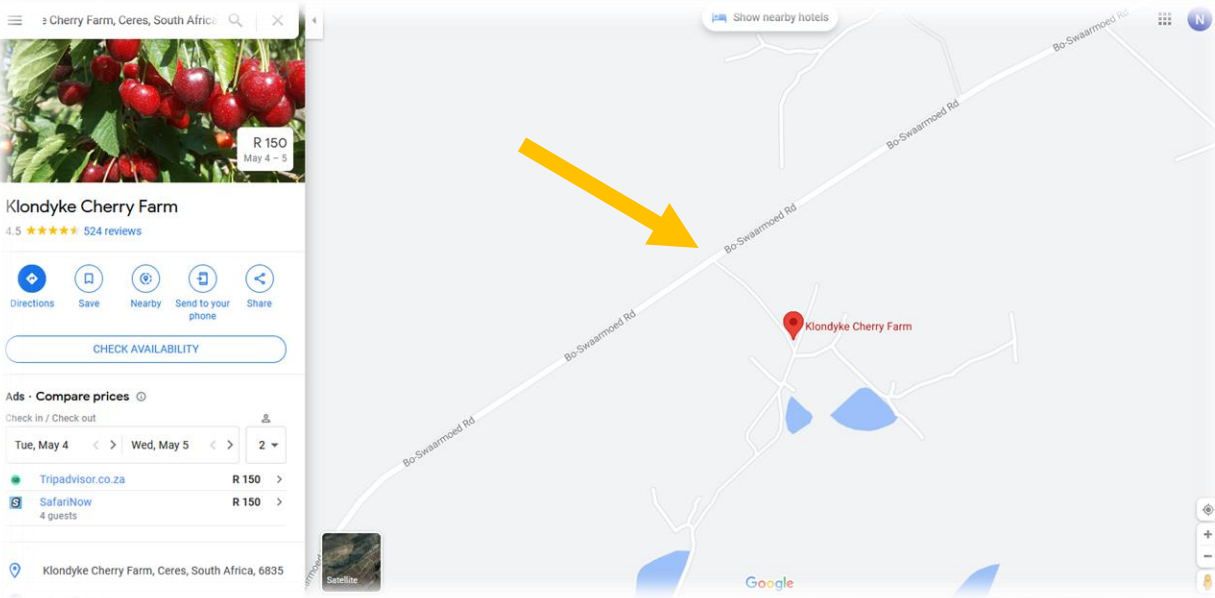 Cherry Farm, Ceres, South Africa
R 150
May 4 – 5
Klondyke Cherry Farm
4.5
524 reviews
Directions
Save
Nearby
Send to your
phone
Share
CHECK AVAILABILITY
Ads · Compare prices
Check in / Check out
Tue, May 4
Wed, May 5
2
Tripadvisor.co.za
R 150
SafariNow
R 150
4 guests
Klondyke Cherry Farm, Ceres, South Africa, 6835
Show nearby hotels
N
Bo-Swaarmoed Rd
Bo-Swaarmoed Rd
Bo-Swaarmoed Rd
Klondyke Cherry Farm
Bo-Swaarmoed Rd
Bo-Swaarmoed Rd
Satellite
Google